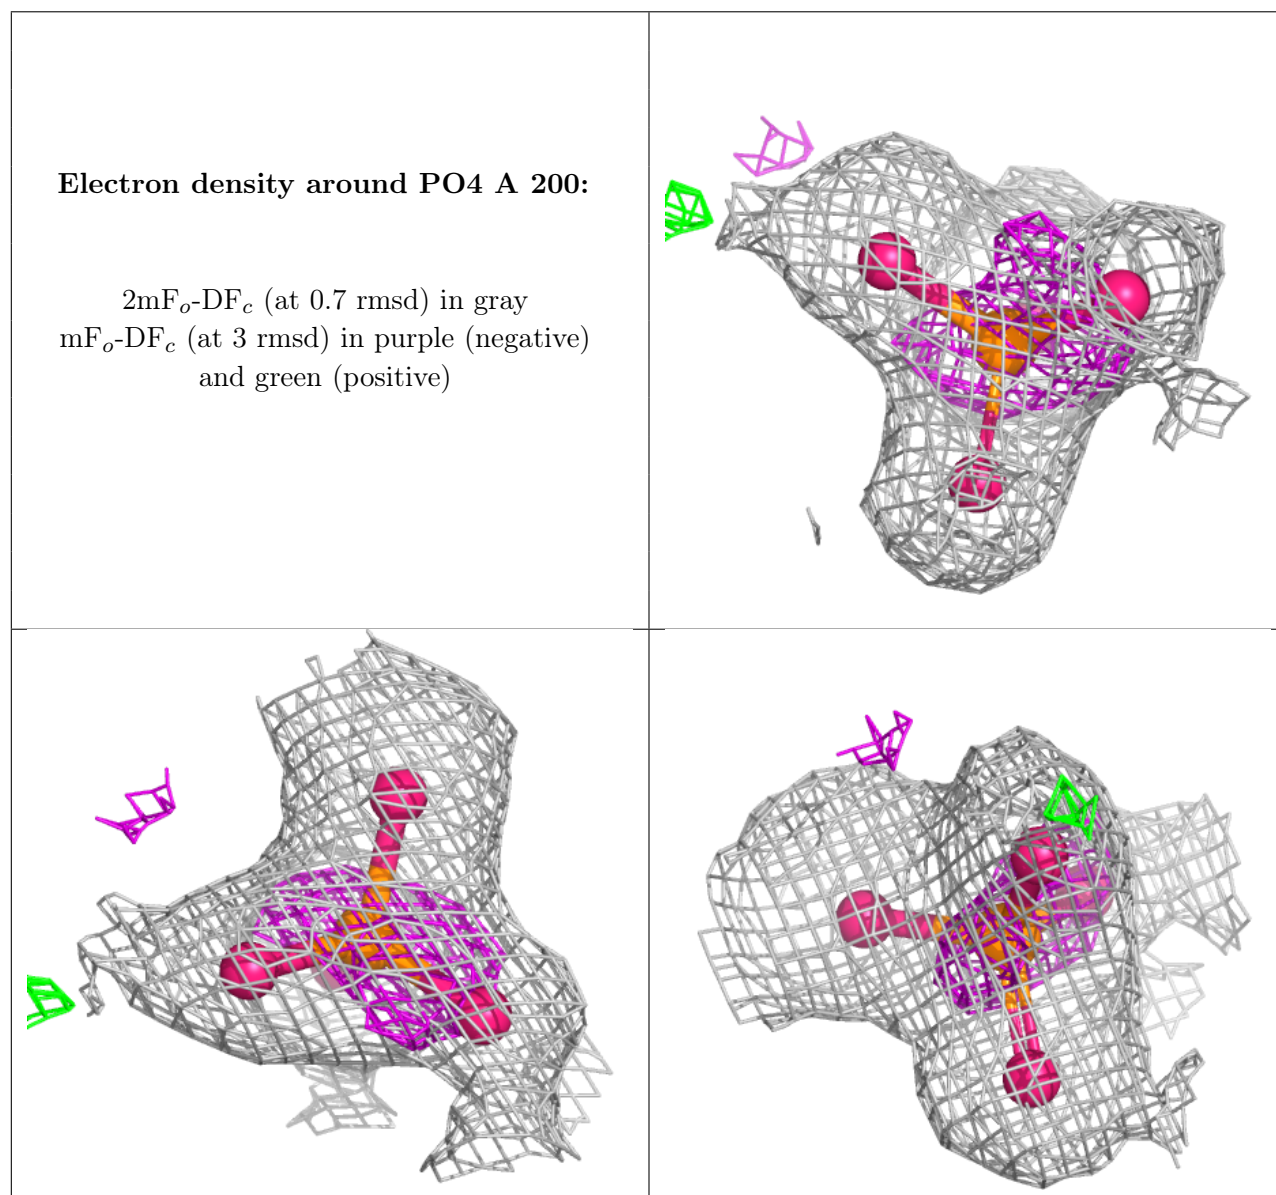 Electron density around PO4 A 200:
2mFo-DFc (at 0.7 rmsd) in gray
mFo-DFc (at 3 rmsd) in purple (negative)
and green (positive)